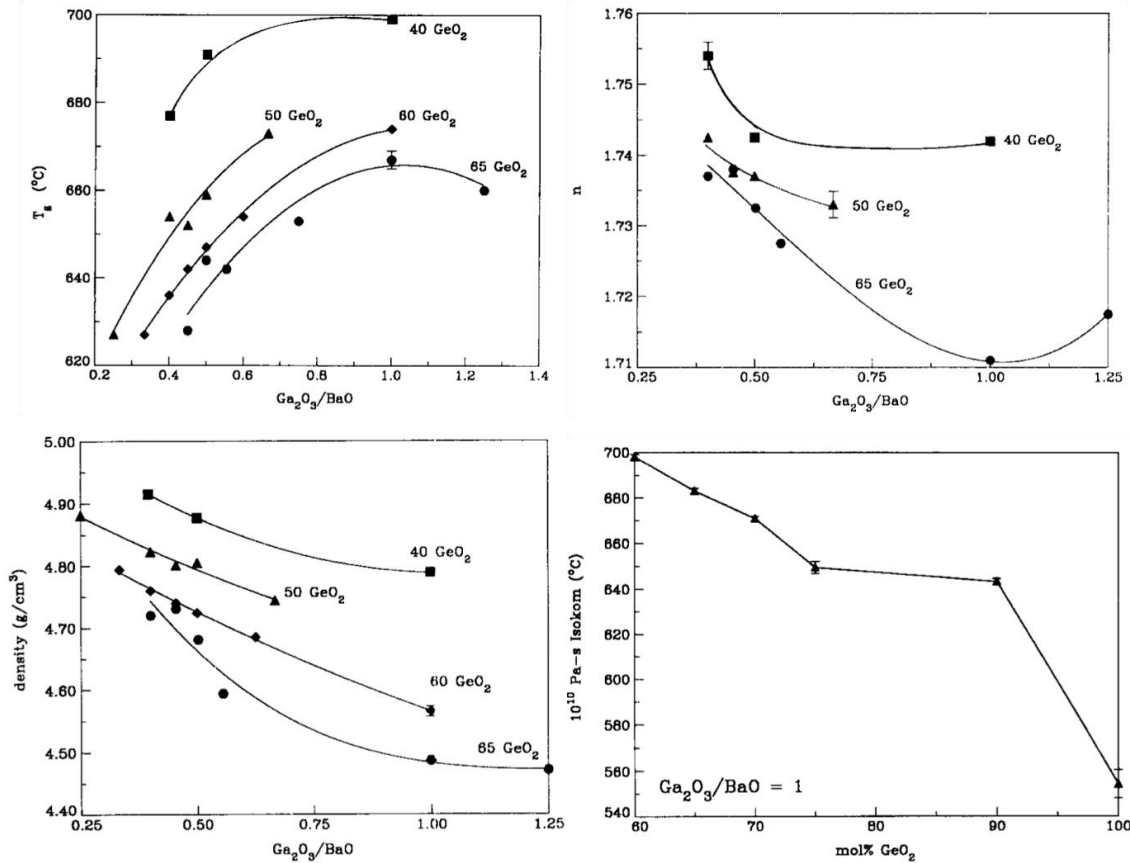 700
680
660
640
620
T_g (°C)
0.2 0.4 0.6 0.8 1.0 1.2 1.4
Ga₂O₃/BaO
40 GeO₂
50 GeO₂
60 GeO₂
65 GeO₂
1.76
1.75
1.74
1.73
1.72
1.71
n
0.25 0.50 0.75 1.00 1.25
Ga₂O₃/BaO
40 GeO₂
50 GeO₂
65 GeO₂
5.00
4.90
4.80
4.70
4.60
4.50
4.40
density (g/cm³)
0.25 0.50 0.75 1.00 1.25
Ga₂O₃/BaO
40 GeO₂
50 GeO₂
60 GeO₂
65 GeO₂
700
680
660
640
620
600
580
560
540
10¹⁰ Pa-s Isokom (°C)
Ga₂O₃/BaO = 1
60 70 80 90 100
mol% GeO₂